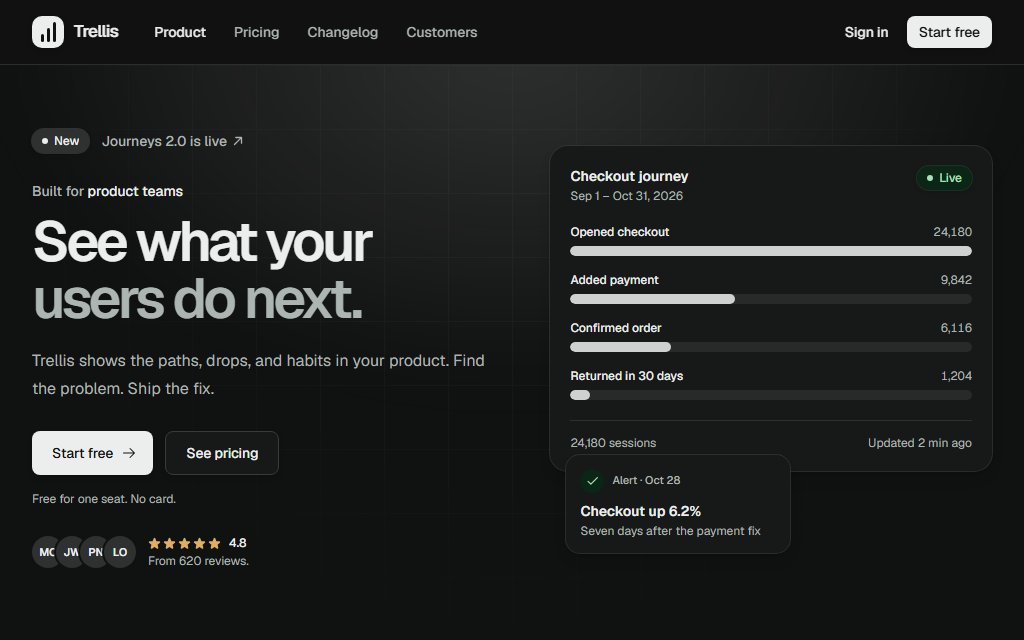 Trellis
Product
Pricing
Changelog
Customers
Sign in
Start free
New
Journeys 2.0 is live ↗
Built for product teams
See what your
users do next.
Trellis shows the paths, drops, and habits in your product. Find
the problem. Ship the fix.
Start free →
See pricing
Free for one seat. No card.
MC JW PN LO
4.8
From 620 reviews.
Checkout journey
Live
Sep 1 – Oct 31, 2026
Opened checkout 24,180
Added payment 9,842
Confirmed order 6,116
Returned in 30 days 1,204
24,180 sessions
Updated 2 min ago
Alert · Oct 28
Checkout up 6.2%
Seven days after the payment fix